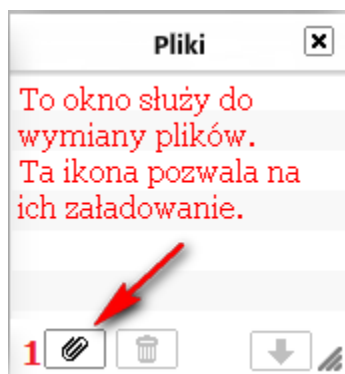 Pliki
To okno służy do
wymiany plików.
Ta ikona pozwala na
ich załadowanie.
1